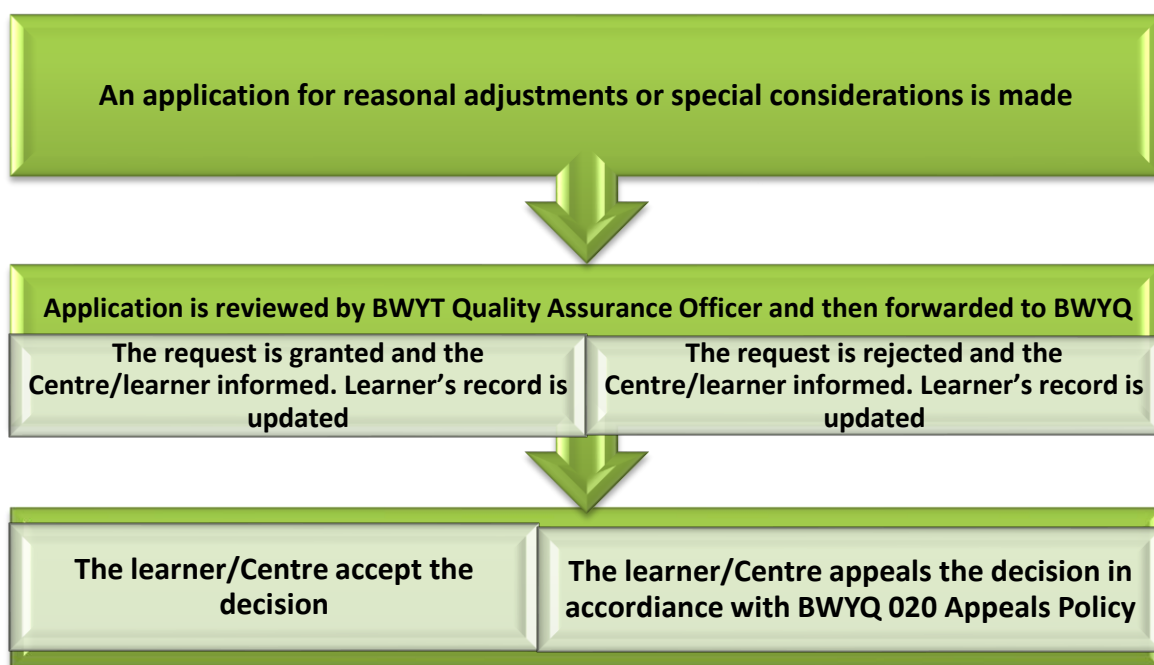 An application for reasonal adjustments or special considerations is made
Application is reviewed by BWYT Quality Assurance Officer and then forwarded to BWYQ
The request is granted and the
Centre/learner informed. Learner’s record is
updated
The request is rejected and the
Centre/learner informed. Learner’s record is
updated
The learner/Centre accept the
decision
The learner/Centre appeals the decision in
accordance with BWYQ 020 Appeals Policy